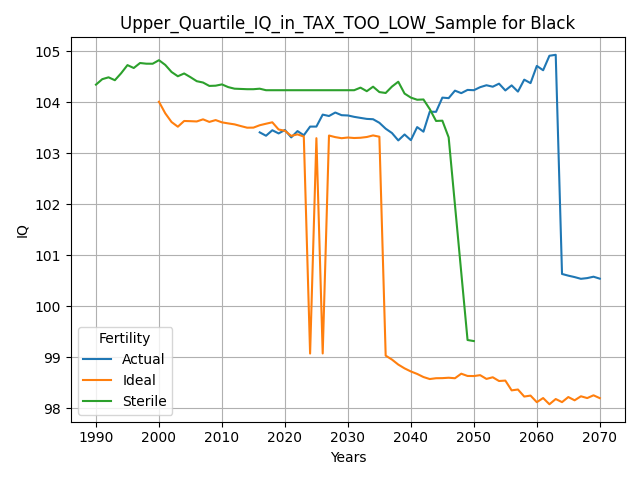 Upper_Quartile_IQ_in_TAX_TOO_LOW_Sample for Black
105
104
103
102
101
100
99
98
IQ
Fertility
Actual
Ideal
Sterile
1990 2000 2010 2020 2030 2040 2050 2060 2070
Years